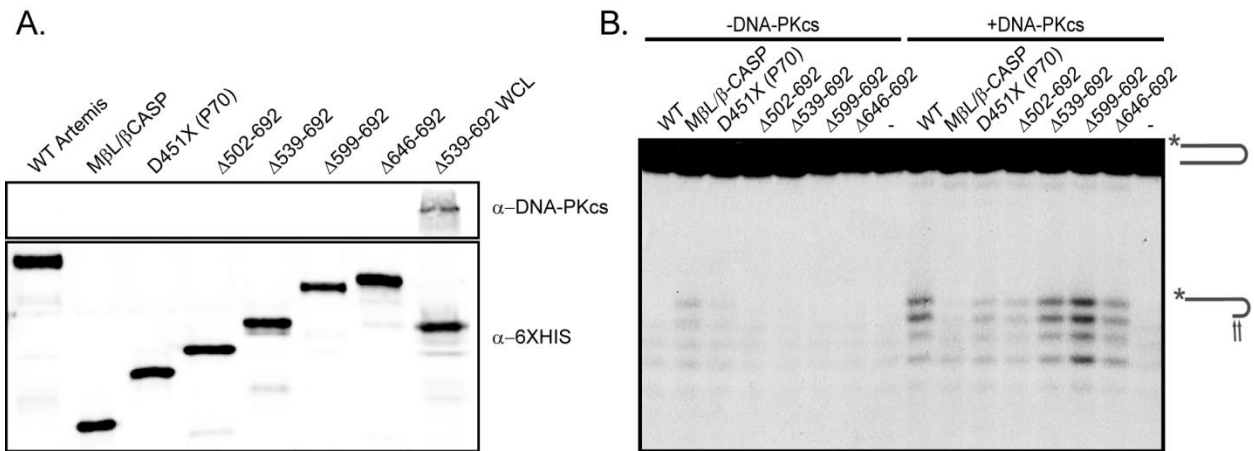 A.
WT Artemis
MβL/βCASP
D451X (P70)
Δ502-692
Δ539-692
Δ599-692
Δ646-692
Δ539-692 WCL
α-DNA-PKcs
α-6XHIS
B.
-DNA-PKcs
+DNA-PKcs
WT
MβL/β-CASP
D451X (P70)
Δ502-692
Δ539-692
Δ599-692
Δ646-692
-
WT
MβL/β-CASP
D451X (P70)
Δ502-692
Δ539-692
Δ599-692
Δ646-692
-
*
*